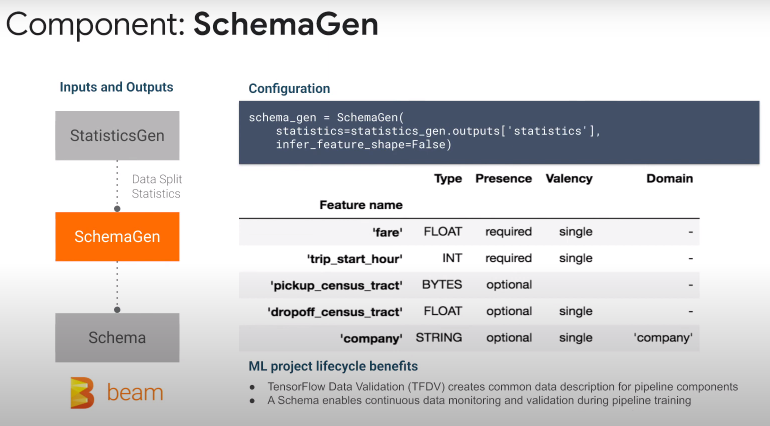 Component: SchemaGen
Inputs and Outputs
StatisticsGen
Data Split
Statistics
SchemaGen
Schema
beam
Configuration
schema_gen = SchemaGen(
    statistics=statistics_gen.outputs['statistics'],
    infer_feature_shape=False)
Type Presence Valency Domain
Feature name
'fare' FLOAT required single -
'trip_start_hour' INT required single -
'pickup_census_tract' BYTES optional -
'dropoff_census_tract' FLOAT optional single -
'company' STRING optional single 'company'
ML project lifecycle benefits
● TensorFlow Data Validation (TFDV) creates common data description for pipeline components
● A Schema enables continuous data monitoring and validation during pipeline training